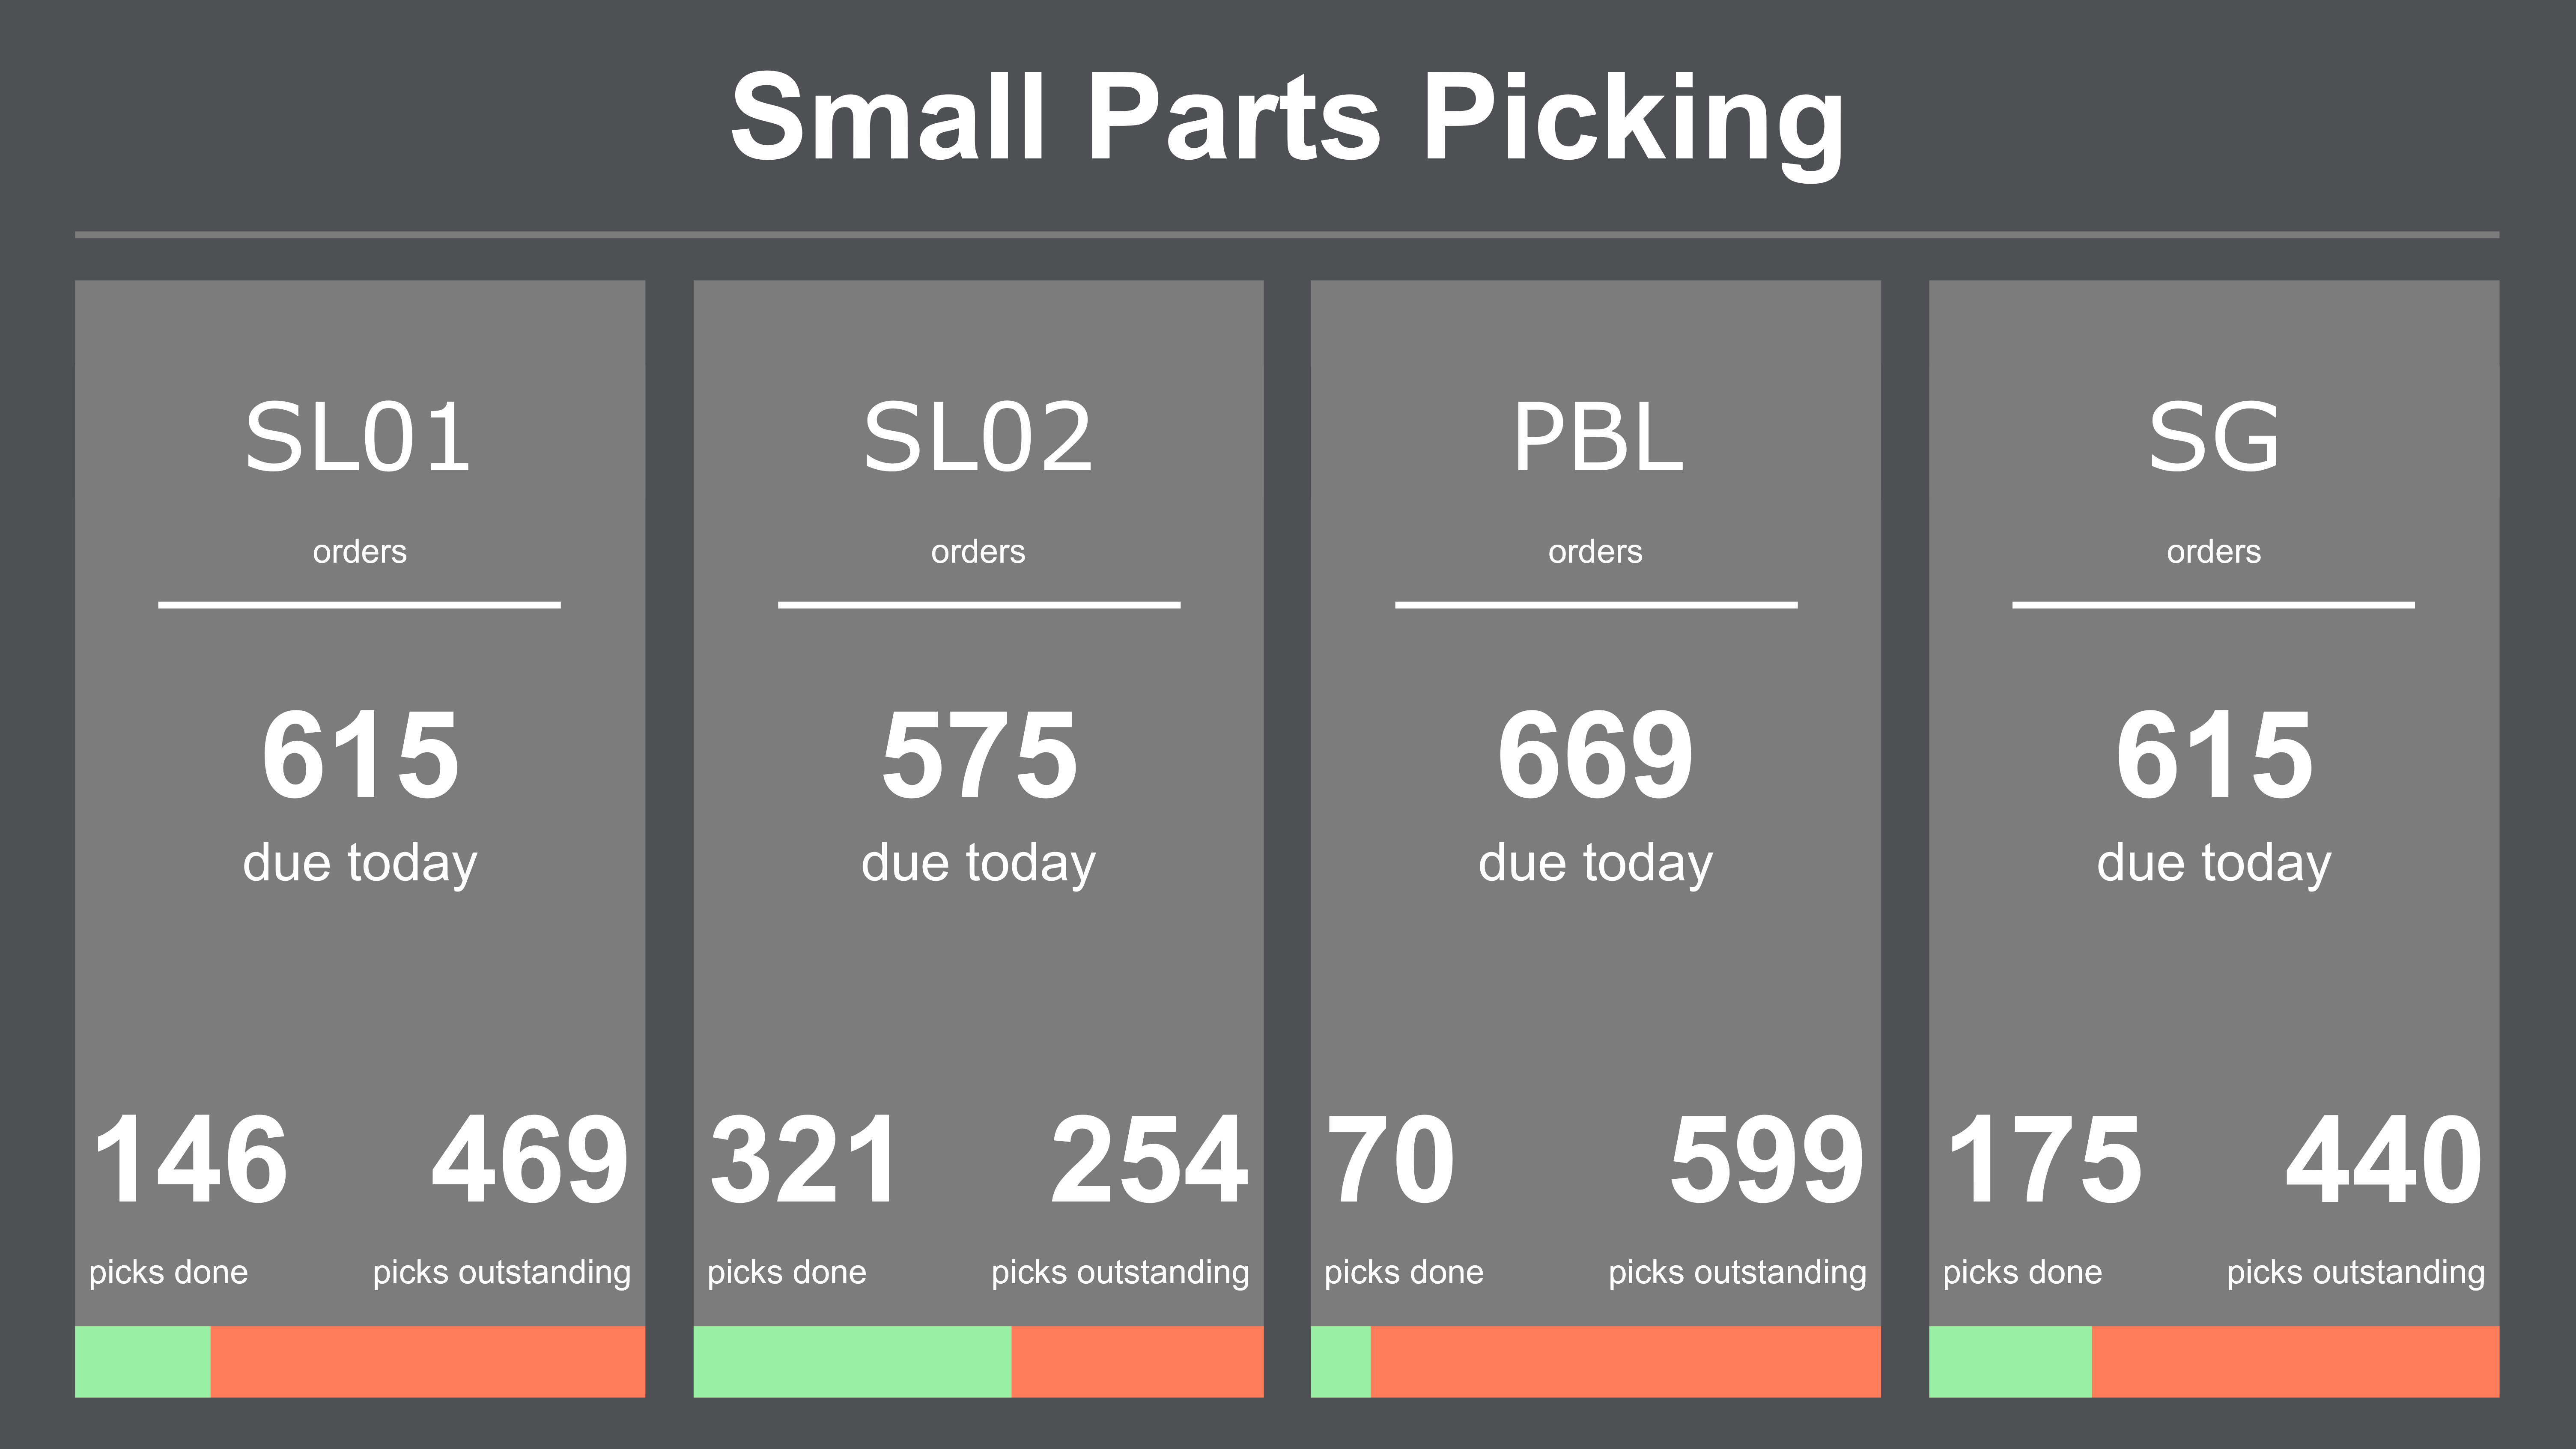 Small Parts Picking
SL01
orders
615
due today
146 469
picks done picks outstanding
SL02
orders
575
due today
321 254
picks done picks outstanding
PBL
orders
669
due today
70 599
picks done picks outstanding
SG
orders
615
due today
175 440
picks done picks outstanding